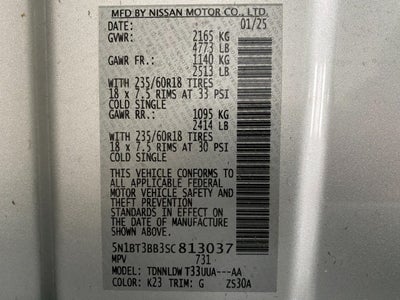 MFD BY NISSAN MOTOR CO., LTD
DATE: 01/25
GVWR: 2165 KG
4773 LB
GAWR FR.: 1140 KG
2513 LB
WITH 235/60R18 TIRES
18 x 7.5 RIMS AT 33 PSI
COLD SINGLE
GAWR RR.: 1095 KG
2414 LB
WITH 235/60R18 TIRES
18 x 7.5 RIMS AT 30 PSI
COLD SINGLE
THIS VEHICLE CONFORMS TO
ALL APPLICABLE FEDERAL
MOTOR VEHICLE SAFETY AND
THEFT PREVENTION
STANDARDS IN EFFECT ON
THE DATE OF MANUFACTURE
SHOWN ABOVE.
5N1BT3BB3SC813037
MPV 731
MODEL: TDNNLDW T33UUA---AA
COLOR: K23 TRIM: G ZS30A